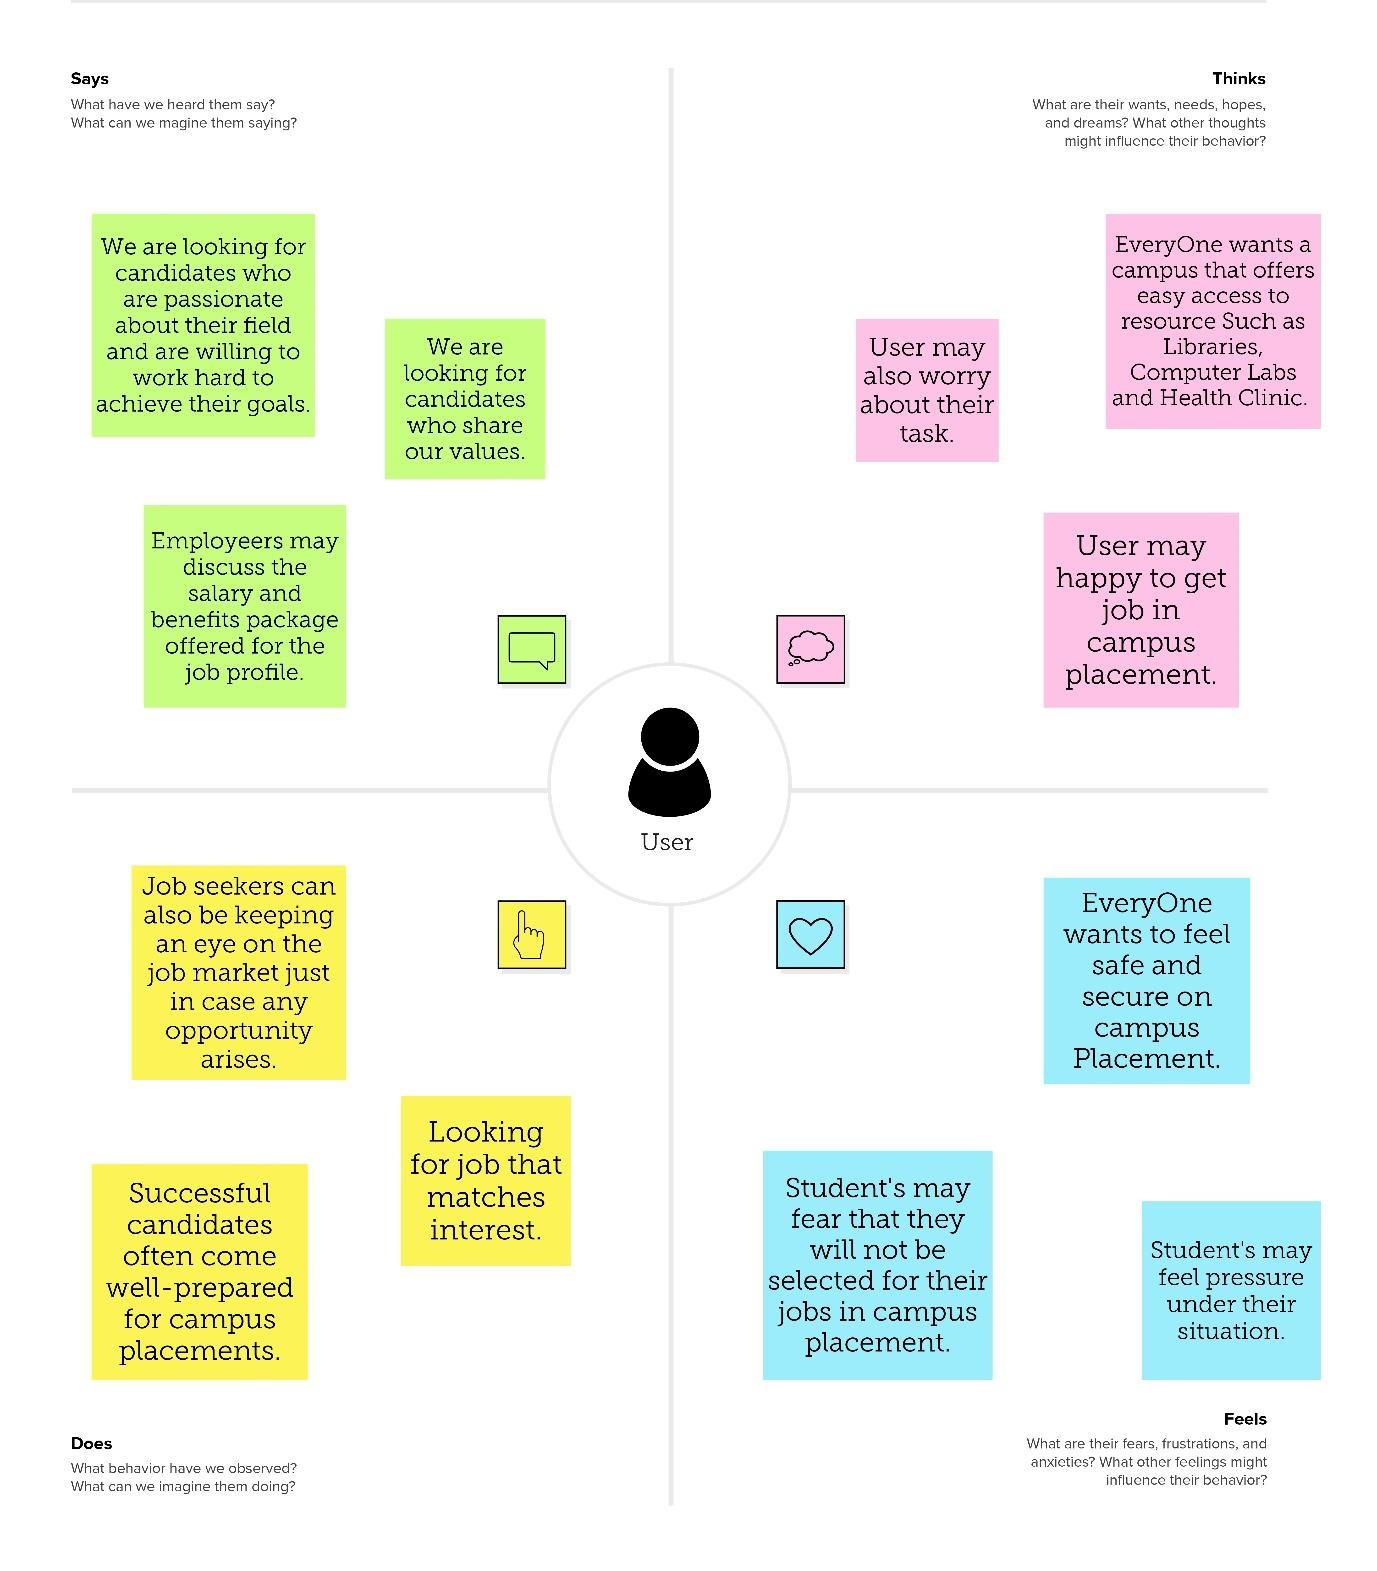 Says
What have we heard them say?
What can we magine them saying?
Thinks
What are their wants, needs, hopes,
and dreams? What other thoughts
might influence their behavior?
We are looking for
candidates who
are passionate
about their field
and are willing to
work hard to
achieve their goals.
We are
looking for
candidates
who share
our values.
Employeers may
discuss the
salary and
benefits package
offered for the
job profile.
User may
also worry
about their
task.
EveryOne wants a
campus that offers
easy access to
resource Such as
Libraries,
Computer Labs
and Health Clinic.
User may
happy to get
job in
campus
placement.
User
Job seekers can
also be keeping
an eye on the
job market just
in case any
opportunity
arises.
Looking
for job that
matches
interest.
Successful
candidates
often come
well-prepared
for campus
placements.
EveryOne
wants to feel
safe and
secure on
campus
Placement.
Student's may
fear that they
will not be
selected for their
jobs in campus
placement.
Student's may
feel pressure
under their
situation.
Does
What behavior have we observed?
What can we imagine them doing?
Feels
What are their fears, frustrations, and
anxieties? What other feelings might
influence their behavior?